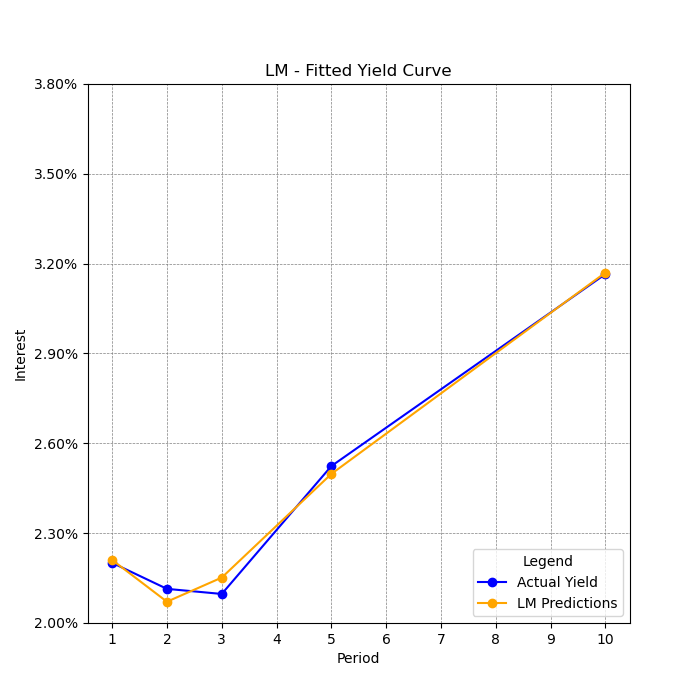 LM - Fitted Yield Curve
3.80%
3.50%
3.20%
2.90%
2.60%
2.30%
2.00%
Interest
1 2 3 4 5 6 7 8 9 10
Period
Legend
Actual Yield
LM Predictions